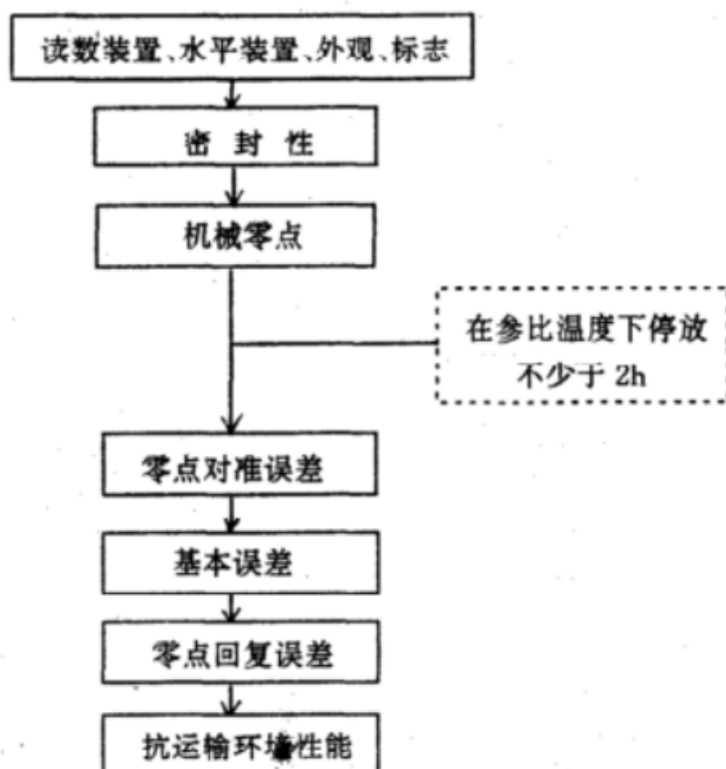 读数装置、水平装置、外观、标志
密封性
机械零点
在参比温度下停放
不少于 2h
零点对准误差
基本误差
零点回复误差
抗运输环境性能